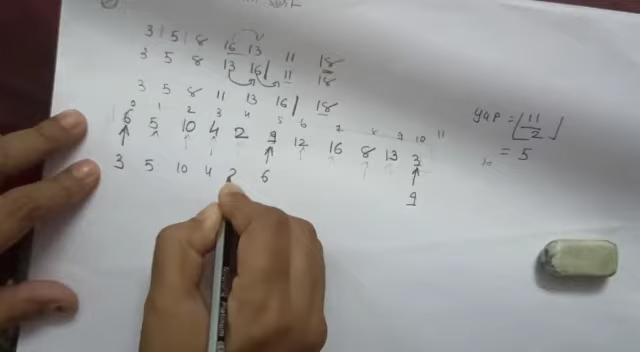 3 | 5 | 8 16 13 11 18
3 5 8 13 16 | 11 18
3 5 8 11 13 16 | 18
0 1 2 3 4 5 6 7 8 9 10 11
6 5 10 4 2 9 12 16 8 13 3
3 5 10 4 2 6
9
gap = ⌊11/2⌋
= 5